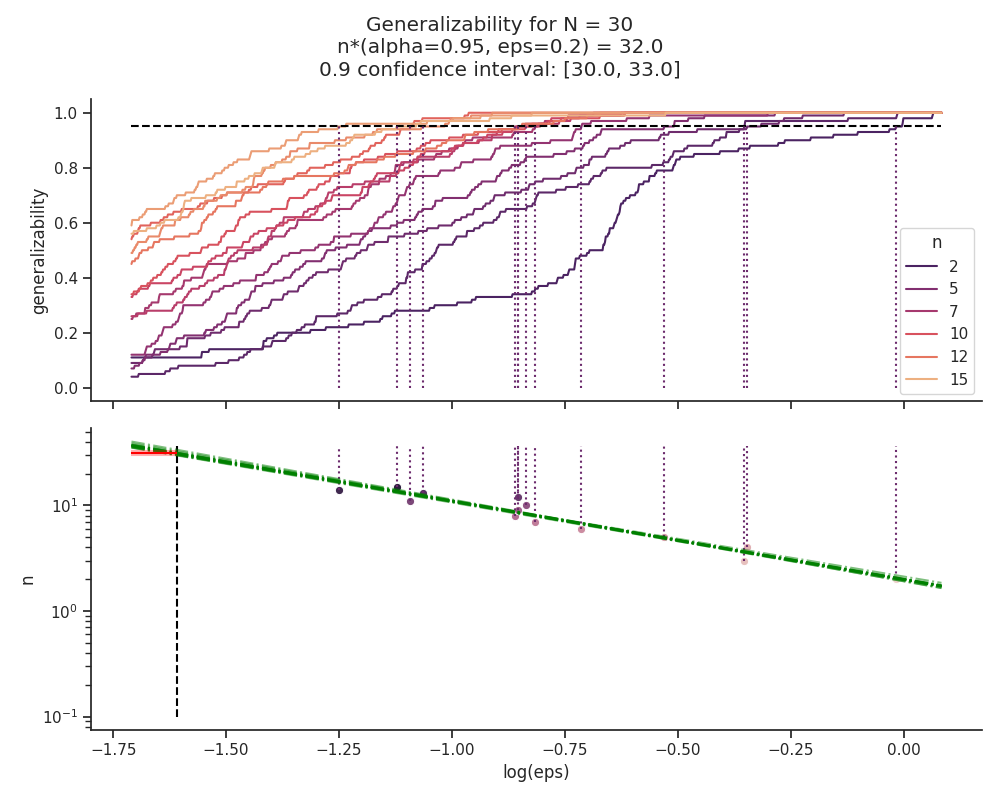 Generalizability for N = 30
n*(alpha=0.95, eps=0.2) = 32.0
0.9 confidence interval: [30.0, 33.0]
1.0
0.8
0.6
0.4
0.2
0.0
generalizability
n
2
5
7
10
12
15
10¹
10⁰
10⁻¹
n
−1.75 −1.50 −1.25 −1.00 −0.75 −0.50 −0.25 0.00
log(eps)